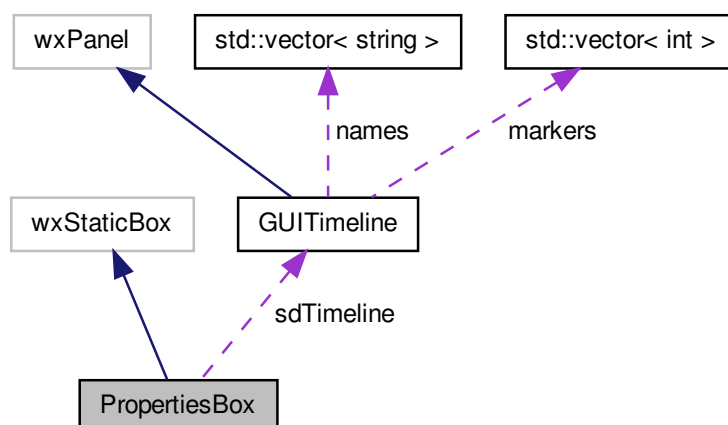 wxPanel
std::vector< string >
std::vector< int >
names
markers
wxStaticBox
GUITimeline
sdTimeline
PropertiesBox